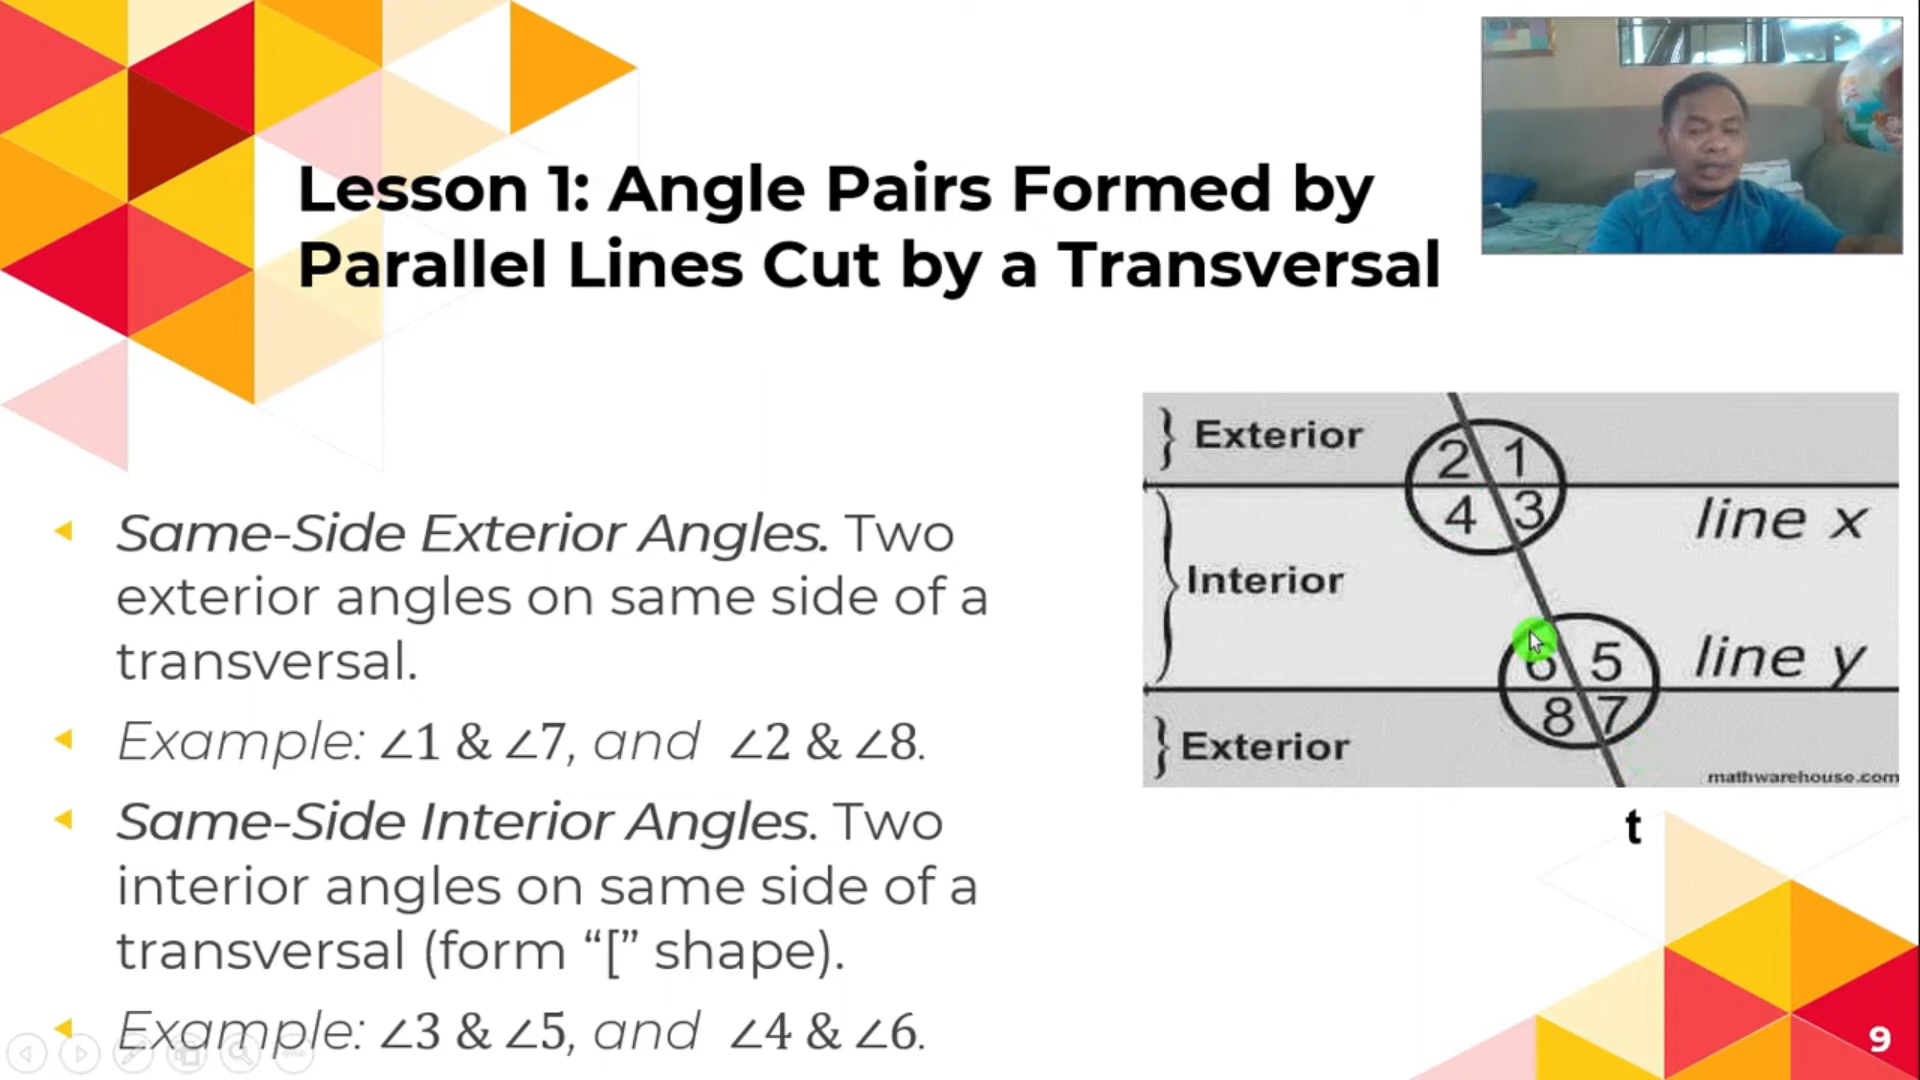 Lesson 1: Angle Pairs Formed by
Parallel Lines Cut by a Transversal
Same-Side Exterior Angles. Two
exterior angles on same side of a
transversal.
Example: ∠1 & ∠7, and ∠2 & ∠8.
Same-Side Interior Angles. Two
interior angles on same side of a
transversal (form “[” shape).
Example: ∠3 & ∠5, and ∠4 & ∠6.
} Exterior
2 1
4 3
line x
} Interior
6 5
line y
8 7
} Exterior
mathwarehouse.com
t
9